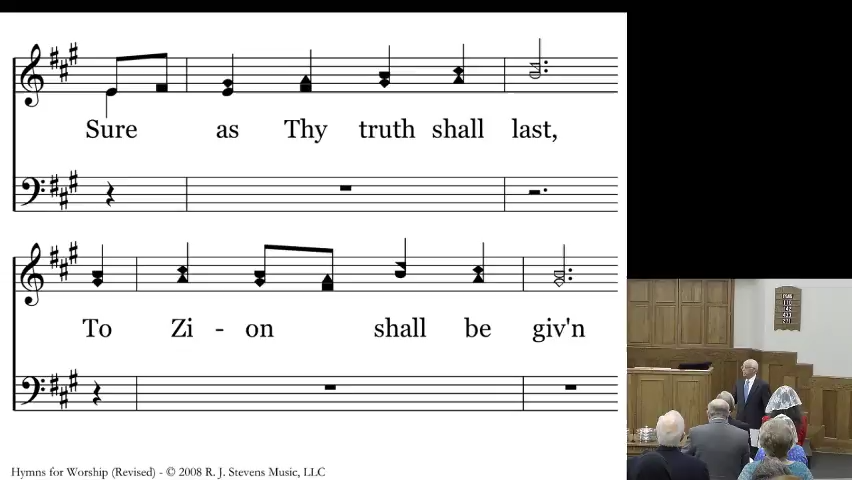 Sure as Thy truth shall last,
To Zi - on shall be giv'n
Hymns for Worship (Revised) - © 2008 R. J. Stevens Music, LLC